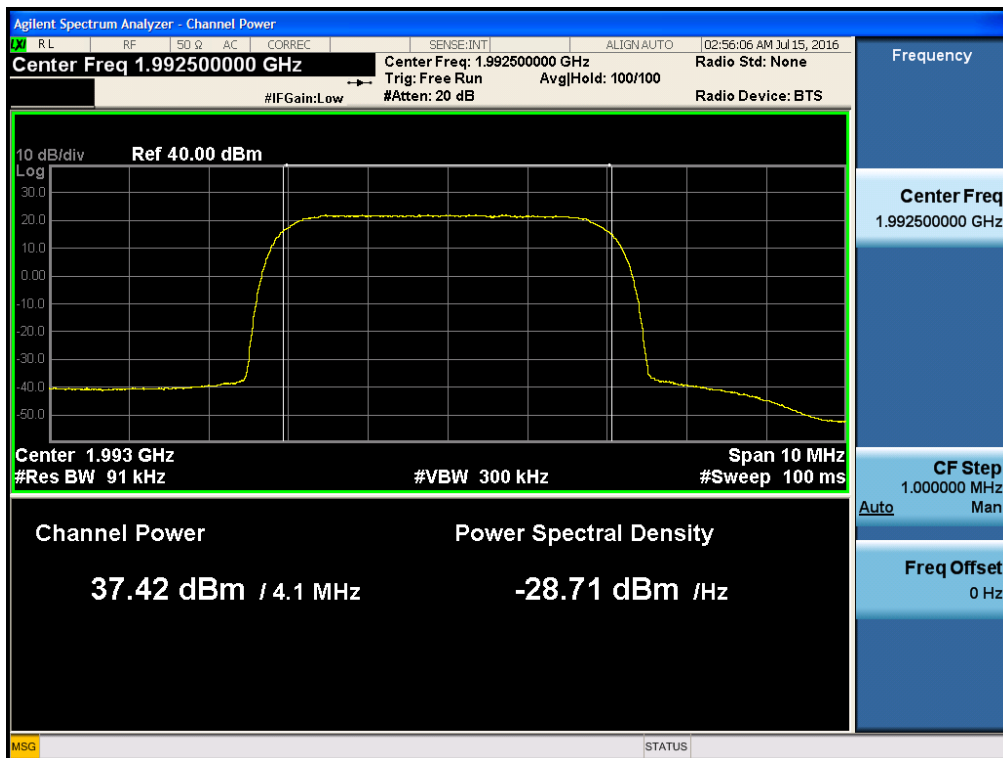 Agilent Spectrum Analyzer - Channel Power
LXI RL RF 50 Ω AC CORREC SENSE:INT ALIGN AUTO 02:56:06 AM Jul 15, 2016
Center Freq 1.992500000 GHz
Center Freq: 1.992500000 GHz
Radio Std: None
Trig: Free Run Avg|Hold: 100/100
#IFGain:Low
#Atten: 20 dB
Radio Device: BTS
10 dB/div Ref 40.00 dBm
Log
30.0
20.0
10.0
0.00
-10.0
-20.0
-30.0
-40.0
-50.0
Center 1.993 GHz
Span 10 MHz
#Res BW 91 kHz
#VBW 300 kHz
#Sweep 100 ms
Channel Power
Power Spectral Density
37.42 dBm / 4.1 MHz
-28.71 dBm /Hz
Frequency
Center Freq
1.992500000 GHz
CF Step
1.000000 MHz
Auto Man
Freq Offset
0 Hz
MSG
STATUS